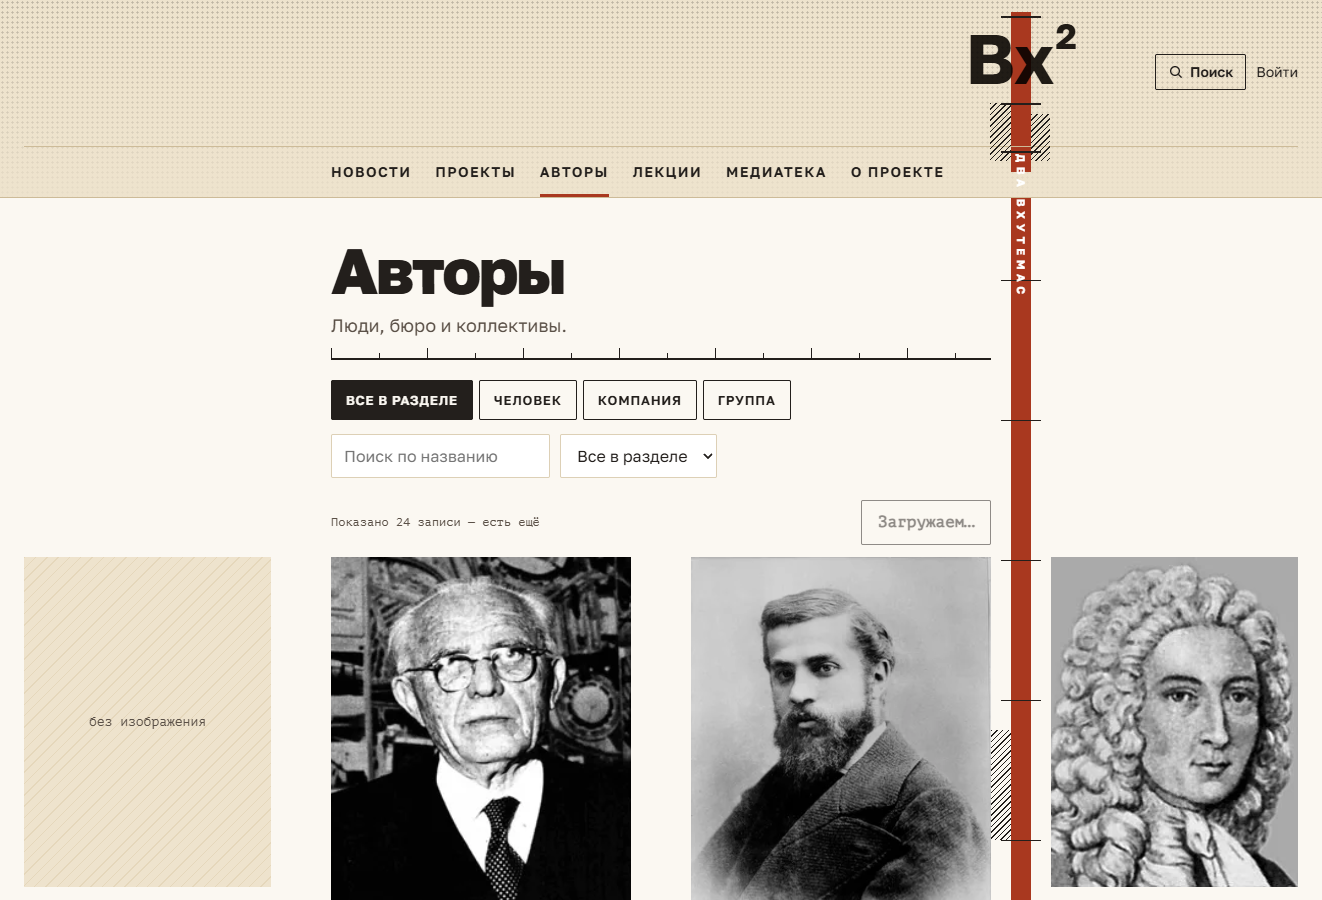 Вх²
Поиск
Войти
НОВОСТИ
ПРОЕКТЫ
АВТОРЫ
ЛЕКЦИИ
МЕДИАТЕКА
О ПРОЕКТЕ
ДВА ВХУТЕМАС
Авторы
Люди, бюро и коллективы.
ВСЕ В РАЗДЕЛЕ
ЧЕЛОВЕК
КОМПАНИЯ
ГРУППА
Поиск по названию
Все в разделе
Показано 24 записи — есть ещё
Загружаем…
без изображения